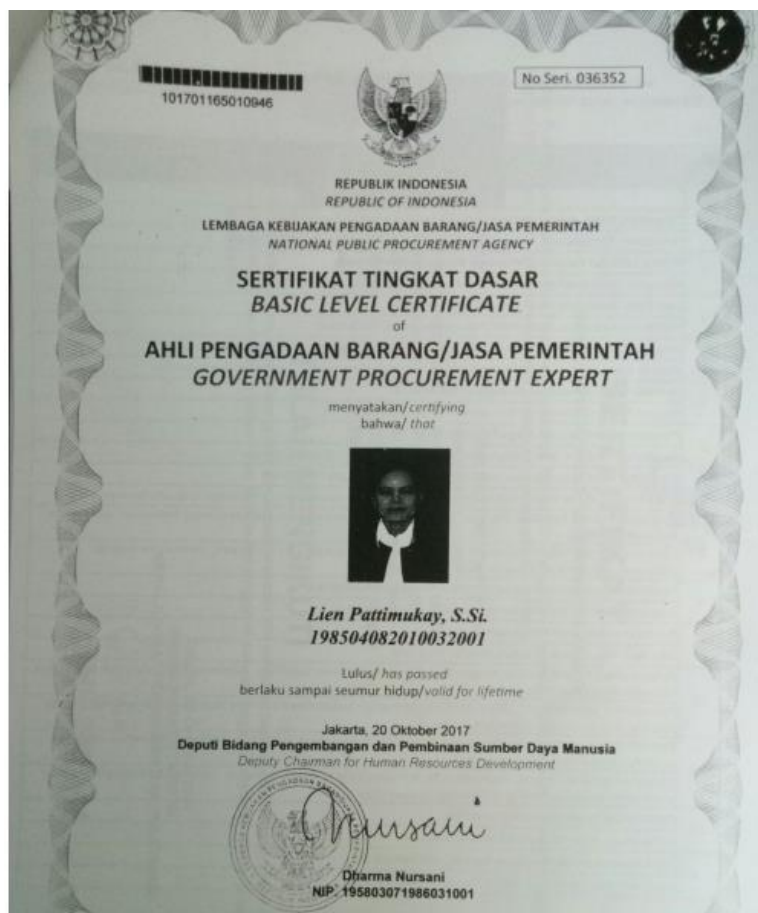 No Seri. 036352
101701165010946
REPUBLIK INDONESIA
REPUBLIC OF INDONESIA
LEMBAGA KEBIJAKAN PENGADAAN BARANG/JASA PEMERINTAH
NATIONAL PUBLIC PROCUREMENT AGENCY
SERTIFIKAT TINGKAT DASAR
BASIC LEVEL CERTIFICATE
of
AHLI PENGADAAN BARANG/JASA PEMERINTAH
GOVERNMENT PROCUREMENT EXPERT
menyatakan/certifying
bahwa/ that
Lien Pattimukay, S.Si.
198504082010032001
Lulus/ has passed
berlaku sampai seumur hidup/valid for lifetime
Jakarta, 20 Oktober 2017
Deputi Bidang Pengembangan dan Pembinaan Sumber Daya Manusia
Deputy Chairman for Human Resources Development
Dharma Nursani
NIP. 195803071986031001